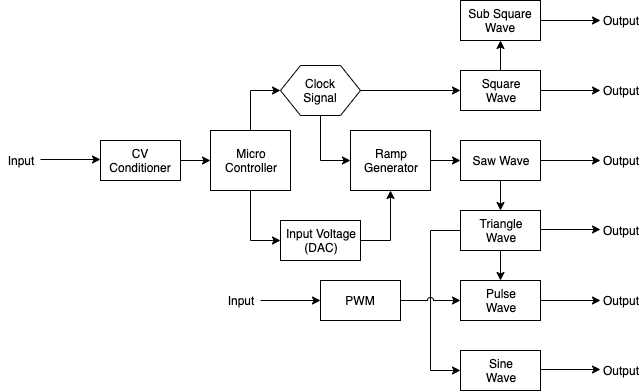 Sub Square
Wave
Output
Clock
Signal
Square
Wave
Output
Input
CV
Conditioner
Micro
Controller
Ramp
Generator
Saw Wave
Output
Input Voltage
(DAC)
Triangle
Wave
Output
Input
PWM
Pulse
Wave
Output
Sine
Wave
Output